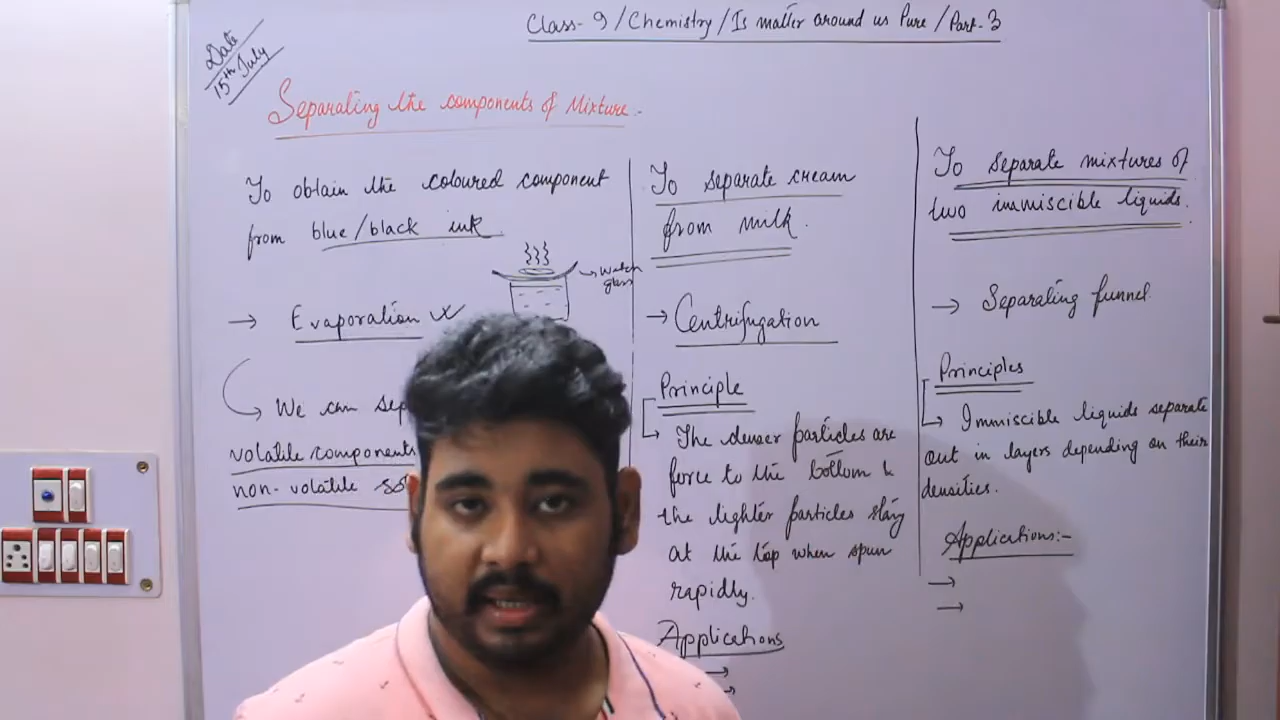 Class-9/Chemistry/Is matter around us Pure/Part-3
Date
15th July
Separating the components of Mixture:-
To obtain the coloured component
from blue/black ink
Watch
glass
→ Evaporation
→ We can
volatile components
non-volatile
To separate cream
from milk.
→ Centrifugation
Principle
→ The denser particles are
force to the bottom &
the lighter particles stay
at the top when spun
rapidly.
Applications
→
→
To separate mixtures of
two immiscible liquids.
→ Separating funnel
Principles
→ Immiscible liquids separate
out in layers depending on their
densities.
Applications:-
→
→